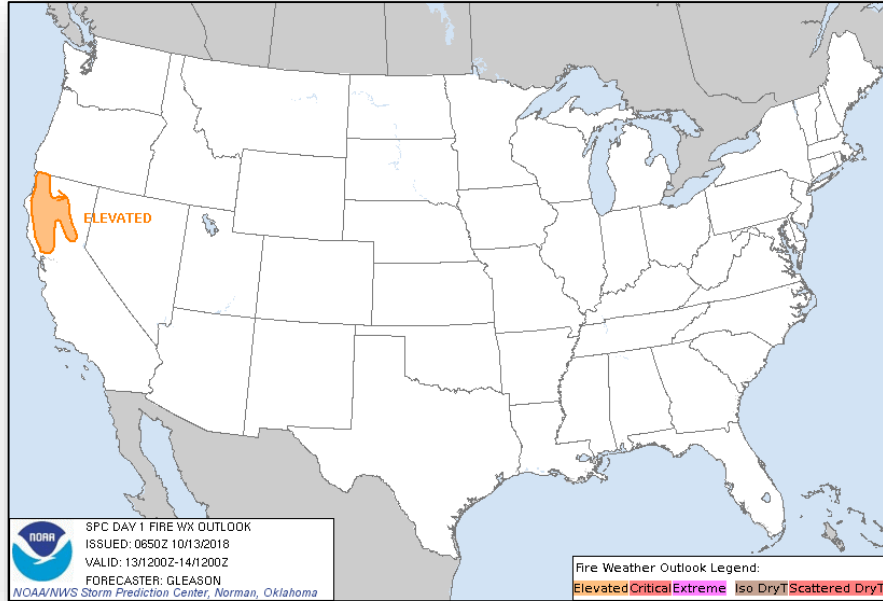 ELEVATED
SPC DAY 1 FIRE WX OUTLOOK
ISSUED: 0650Z 10/13/2018
VALID: 13/1200Z-14/1200Z
FORECASTER: GLEASON
NOAA/NWS Storm Prediction Center, Norman, Oklahoma
NOAA
Fire Weather Outlook Legend:
Elevated Critical Extreme Iso DryT Scattered DryT